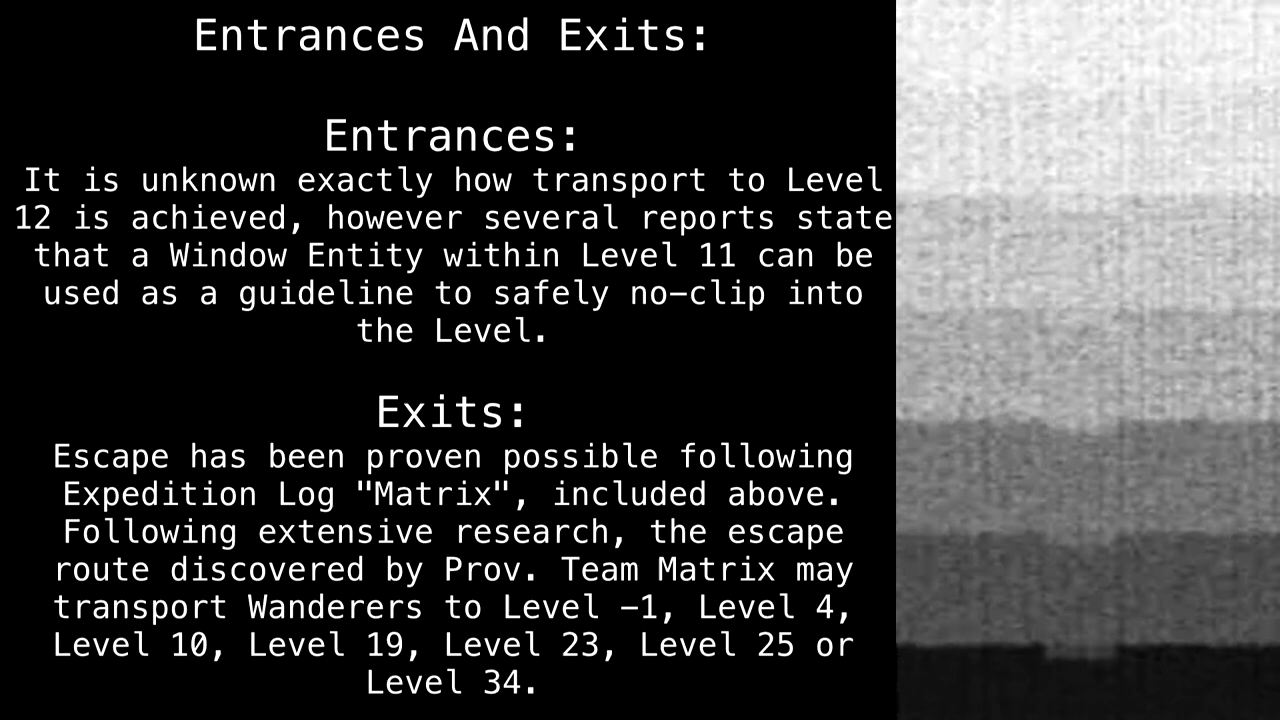 Entrances And Exits:
Entrances:
It is unknown exactly how transport to Level
12 is achieved, however several reports state
that a Window Entity within Level 11 can be
used as a guideline to safely no-clip into
the Level.
Exits:
Escape has been proven possible following
Expedition Log "Matrix", included above.
Following extensive research, the escape
route discovered by Prov. Team Matrix may
transport Wanderers to Level -1, Level 4,
Level 10, Level 19, Level 23, Level 25 or
Level 34.